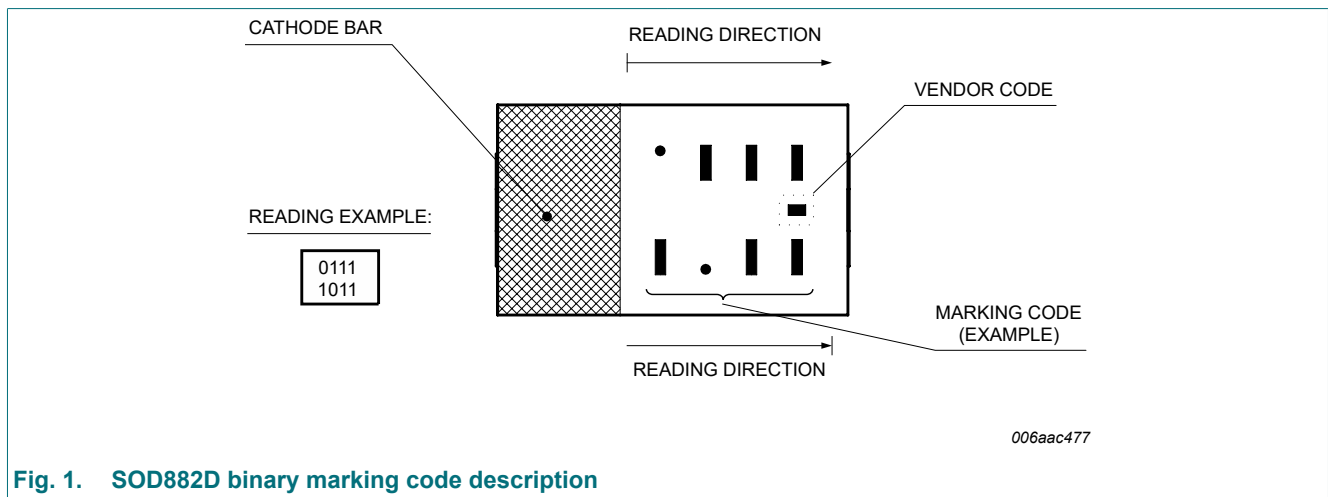 CATHODE BAR
READING DIRECTION
VENDOR CODE
READING EXAMPLE:
0111
1011
MARKING CODE
(EXAMPLE)
READING DIRECTION
006aac477
Fig. 1. SOD882D binary marking code description